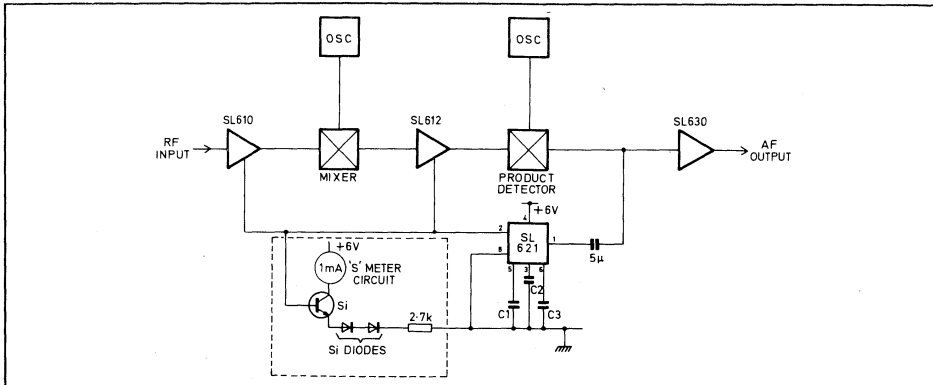 OSC
OSC
SL610
SL612
SL630
RF
INPUT
MIXER
PRODUCT
DETECTOR
AF
OUTPUT
+6V
4
2
SL
621
1
8
5μ
5
3
6
C2
C1
C3
+6V
1mA
'S' METER
CIRCUIT
Si
2·7k
Si DIODES